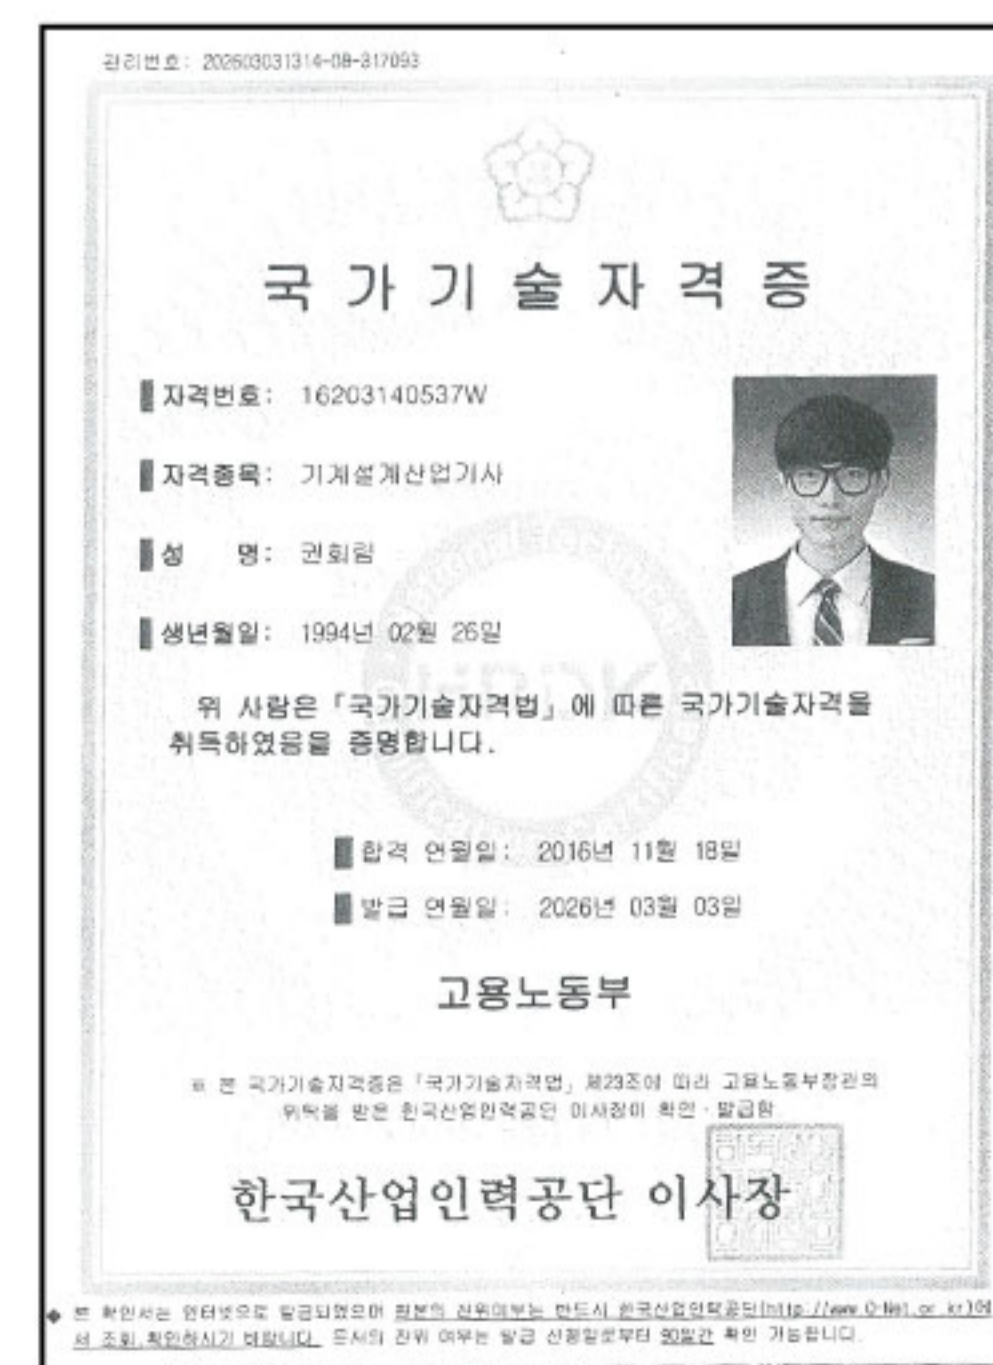 관리번호: 202603031314-08-317093
국가기술자격증
자격번호: 16203140537W
자격종목: 기계설계산업기사
성 명: 권회림
생년월일: 1994년 02월 26일
위 사람은 「국가기술자격법」에 따른 국가기술자격을
취득하였음을 증명합니다.
합격 연월일: 2016년 11월 18일
발급 연월일: 2026년 03월 03일
고용노동부
※ 본 국가기술자격증은 「국가기술자격법」 제23조에 따라 고용노동부장관의
위탁을 받은 한국산업인력공단 이사장이 확인·발급함
한국산업인력공단 이사장
◆ 본 확인서는 인터넷으로 발급되었으며 원본의 진위여부는 반드시 한국산업인력공단(http://www.Q-Net.or.kr)에
서 조회,확인하시기 바랍니다. 문서의 진위 여부는 발급 신청일로부터 90일간 확인 가능합니다.